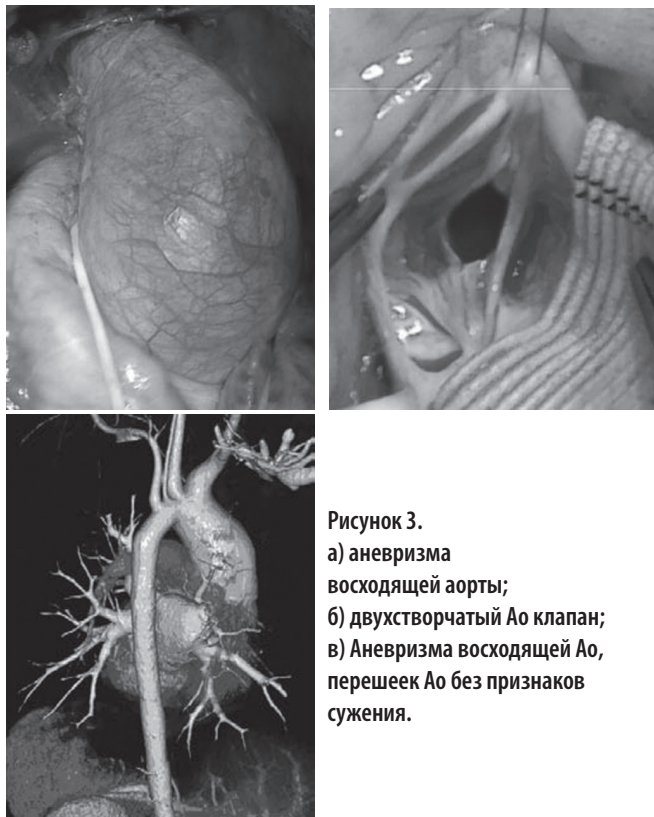 Рисунок 3.
а) аневризма
восходящей аорты;
б) двухстворчатый Ао клапан;
в) Аневризма восходящей Ао,
перешеек Ао без признаков
сужения.